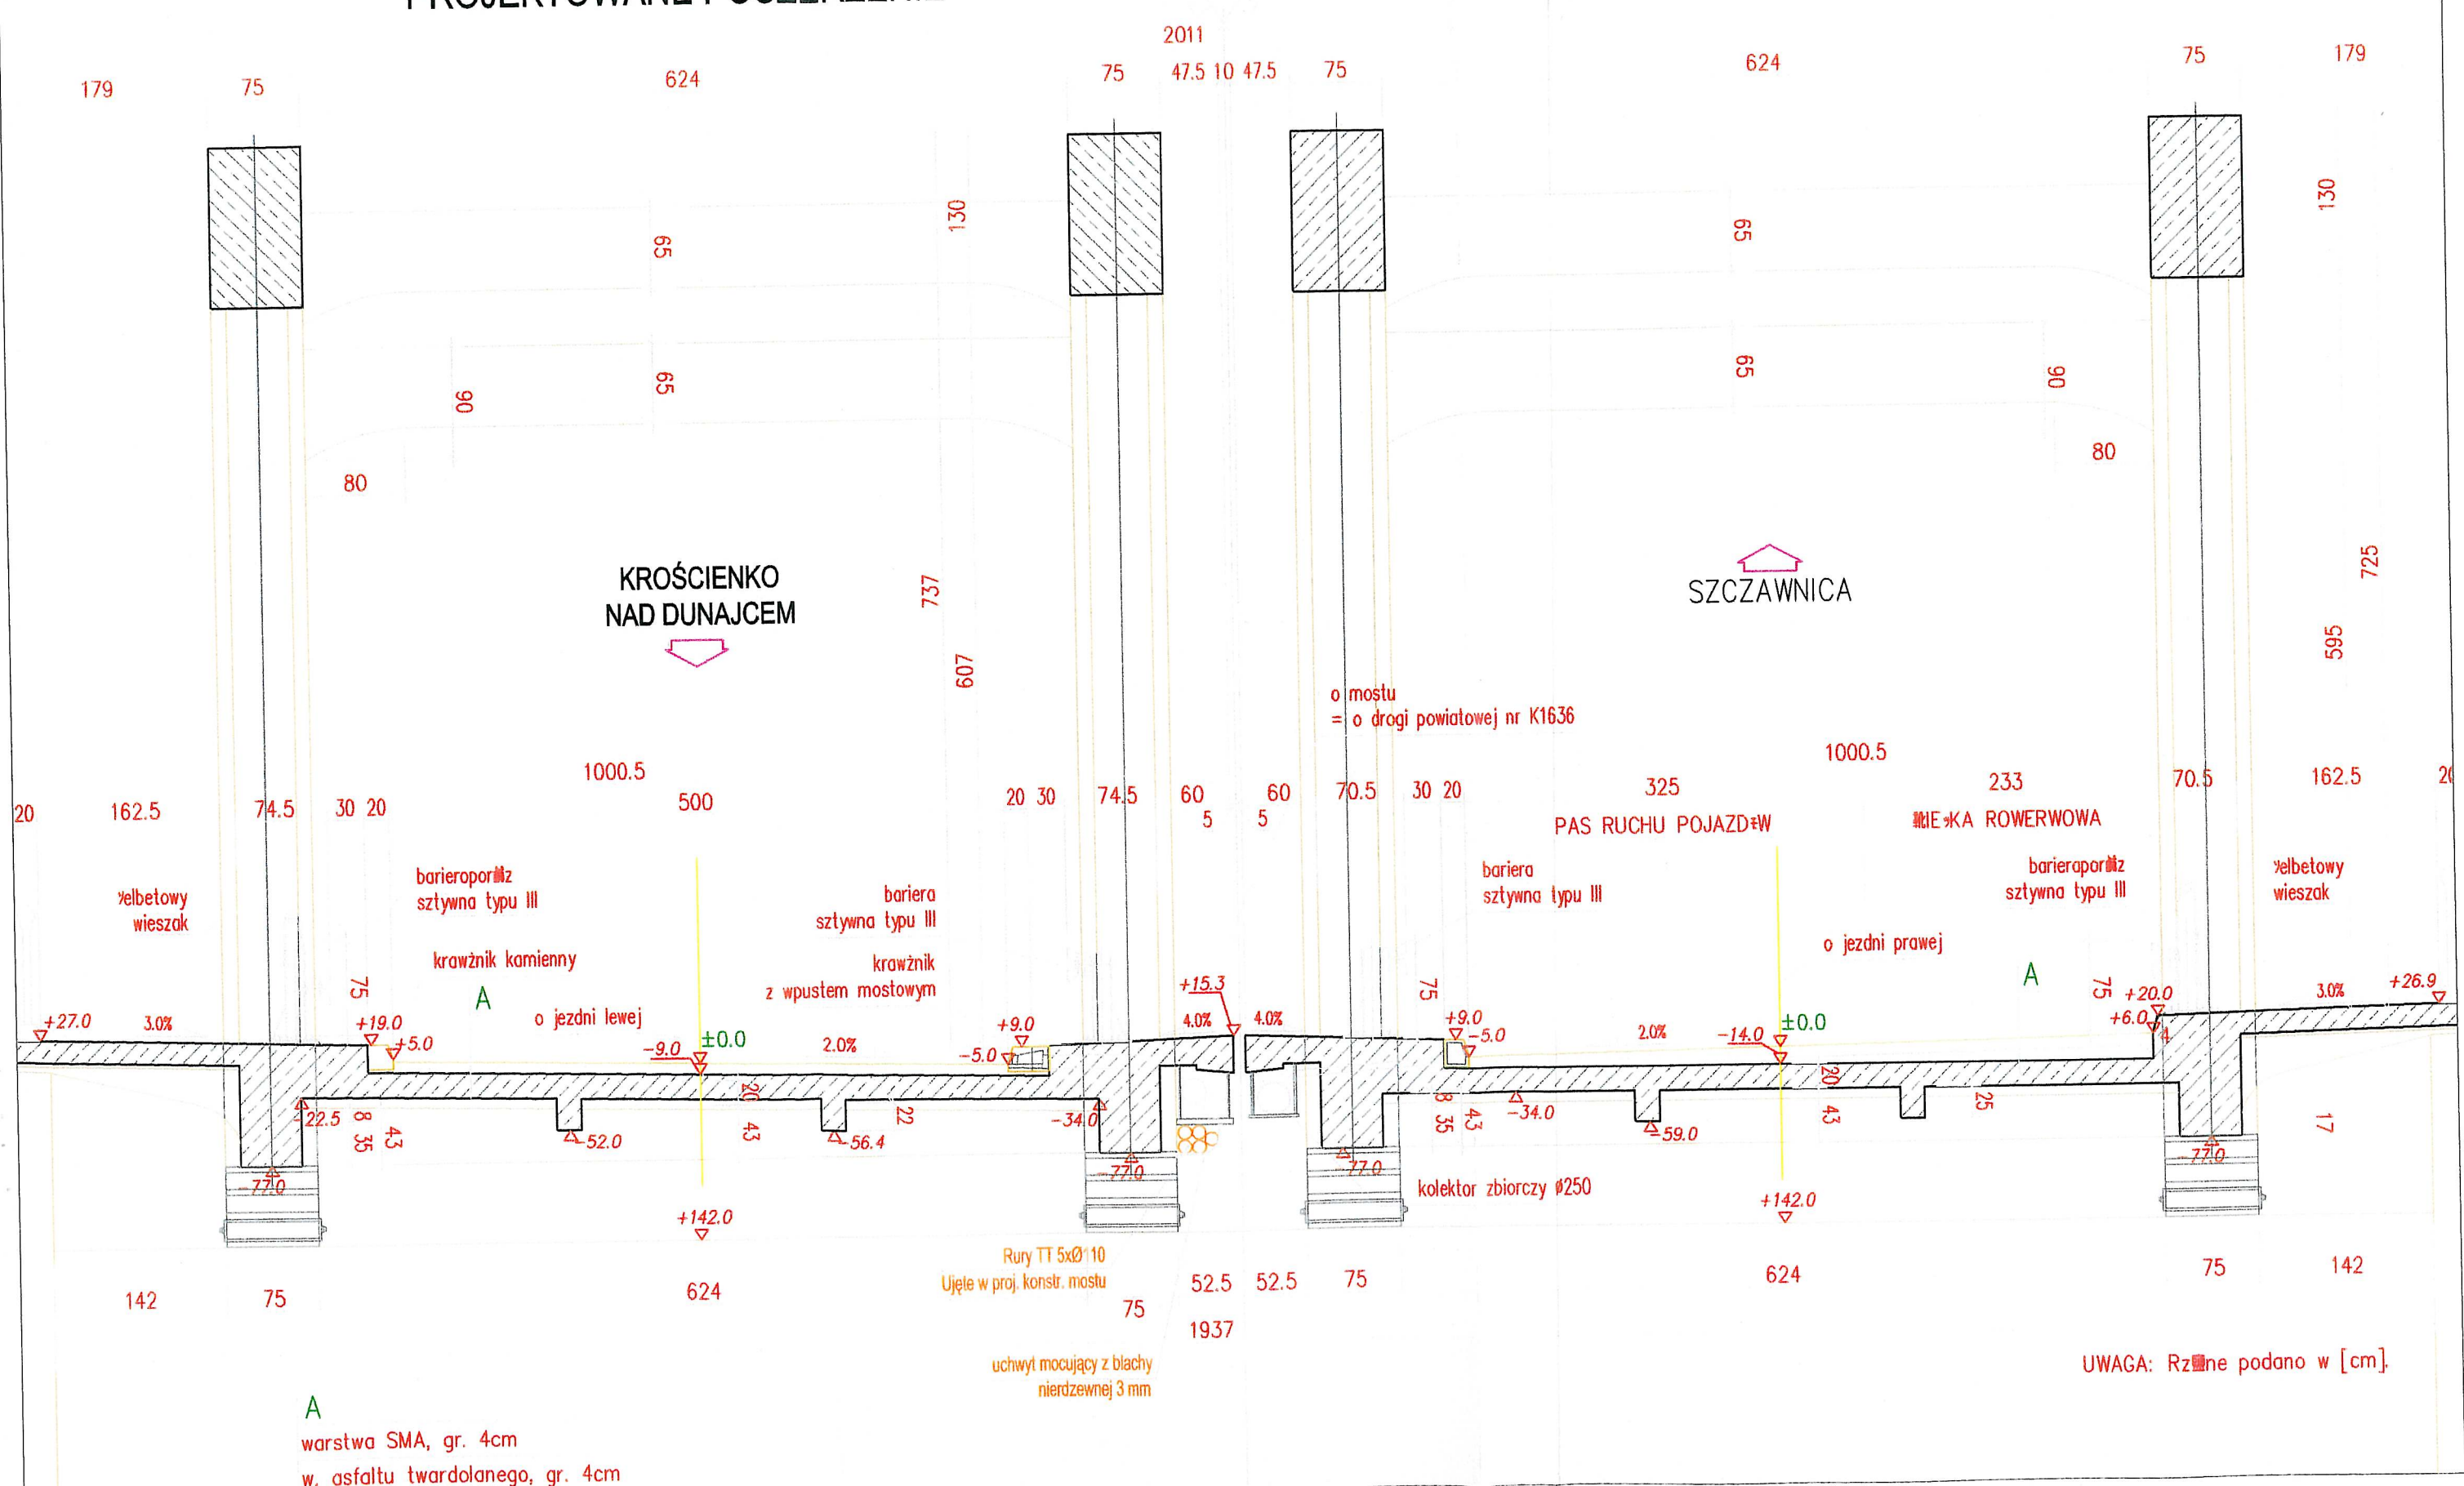 2011
179 75 624 75 47.5 10 47.5 75 624 75 179
130
65
65
90
80
737
607
130
65
65
90
80
725
595
KROŚCIENKO
NAD DUNAJCEM
SZCZAWNICA
o mostu
= o drogi powiatowej nr K1636
1000.5
1000.5
20 162.5 74.5 30 20 500 20 30 74.5 60 60 70.5 30 20 325 233 70.5 162.5
5 5
PAS RUCHU
ROWERWOWA
wieszak
sztywna typu III
bariera
sztywna typu III
bariera
sztywna typu III
sztywna typu III
wieszak
krawżnik kamienny
krawżnik
z wpustem mostowym
A
o jezdni lewej
o jezdni prawej
A
75
75
75
+27.0 3.0% +19.0 +5.0 -9.0 ±0.0 2.0% -5.0 +9.0 +15.3 4.0% 4.0% +9.0 -5.0 2.0% -14.0 ±0.0 +20.0 +6.0 4 3.0% +26.9
22.5 8 35 43 -52.0 20 43 -56.4 22 -34.0
8 35 43 -34.0 -59.0 20 43 25 17
-77.0 -77.0 -77.0 -77.0
kolektor zbiorczy ø250
+142.0 +142.0
Rury TT 5xØ110
Ujęte w proj. konstr. mostu
142 75 624 75 52.5 52.5 75 624 75 142
1937
uchwyt mocujący z blachy
nierdzewnej 3 mm
UWAGA: podano w [cm].
A
warstwa SMA, gr. 4cm
w. asfaltu twardolanego, gr. 4cm